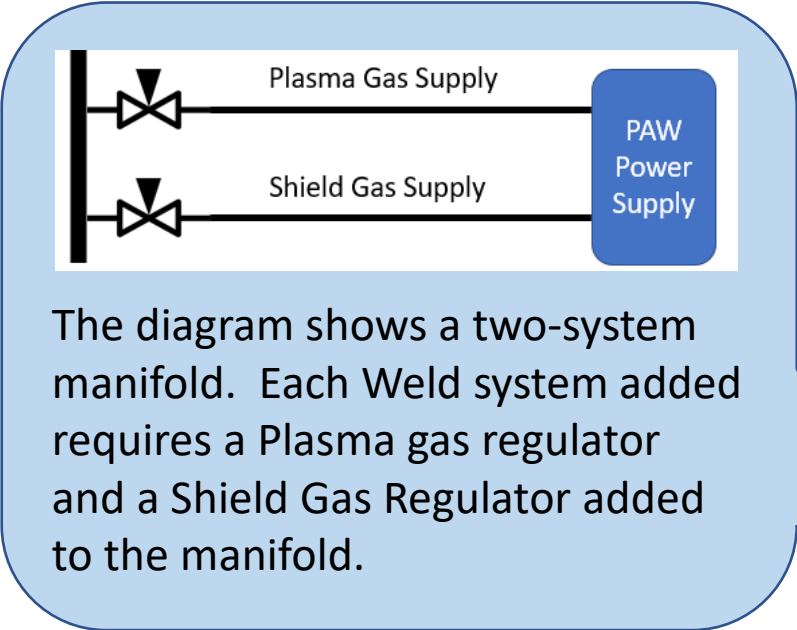 Plasma Gas Supply
Shield Gas Supply
PAW
Power
Supply
The diagram shows a two-system
manifold.  Each Weld system added
requires a Plasma gas regulator
and a Shield Gas Regulator added
to the manifold.